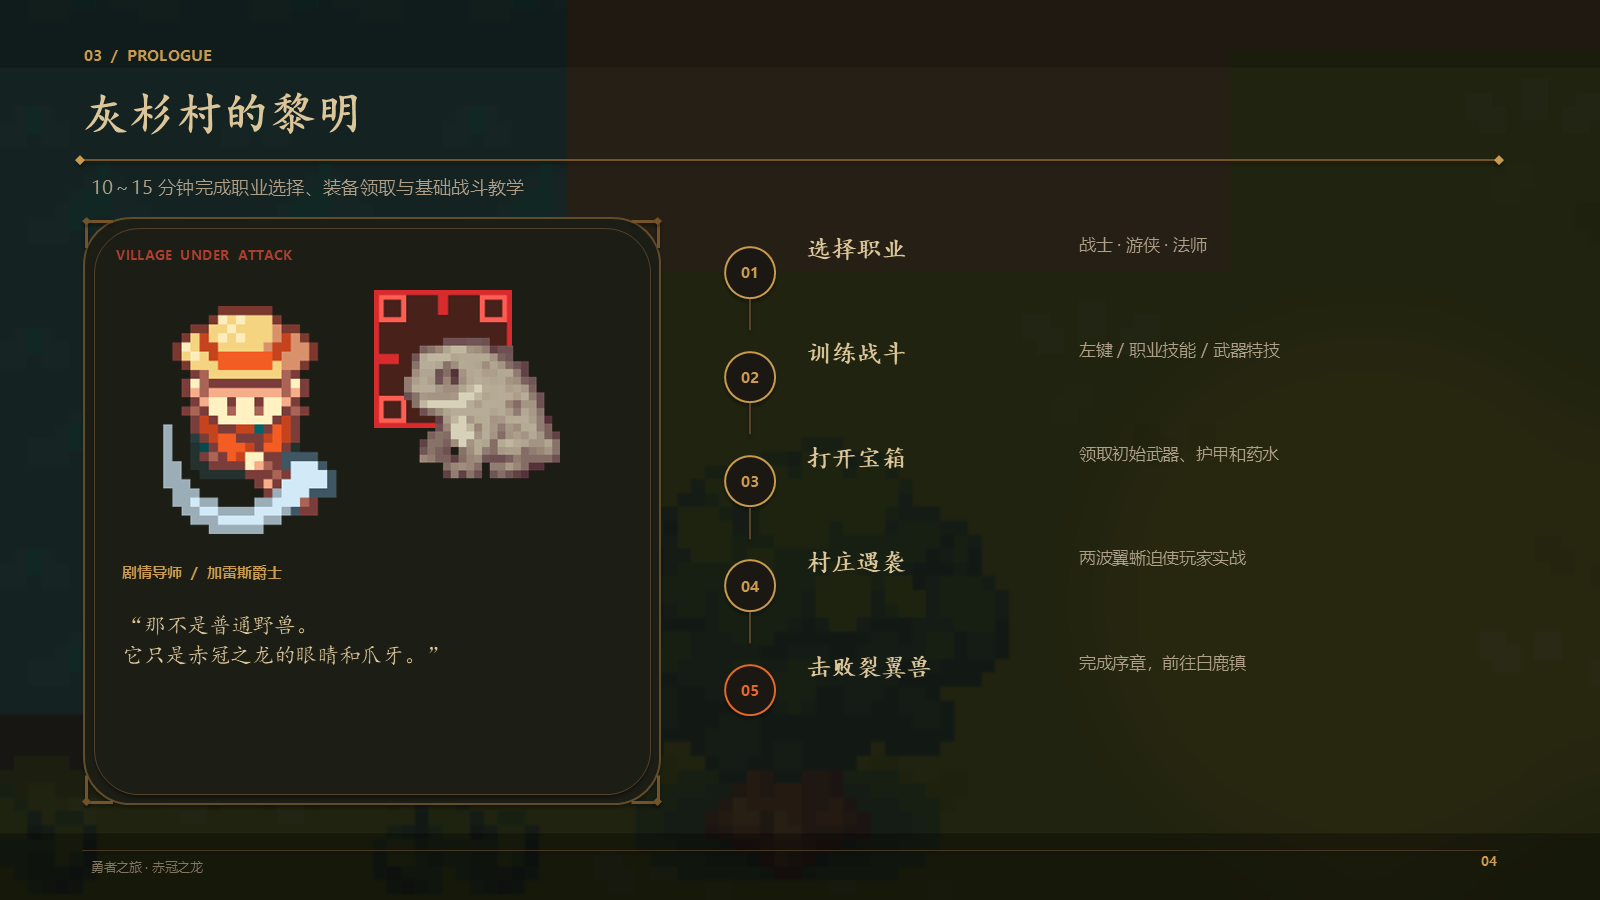 03 / PROLOGUE
灰杉村的黎明
10~15 分钟完成职业选择、装备领取与基础战斗教学
VILLAGE UNDER ATTACK
剧情导师 / 加雷斯爵士
“那不是普通野兽。
它只是赤冠之龙的眼睛和爪牙。”
01
选择职业
战士 · 游侠 · 法师
02
训练战斗
左键 / 职业技能 / 武器特技
03
打开宝箱
领取初始武器、护甲和药水
04
村庄遇袭
两波翼蜥迫使玩家实战
05
击败裂翼兽
完成序章，前往白鹿镇
勇者之旅 · 赤冠之龙
04